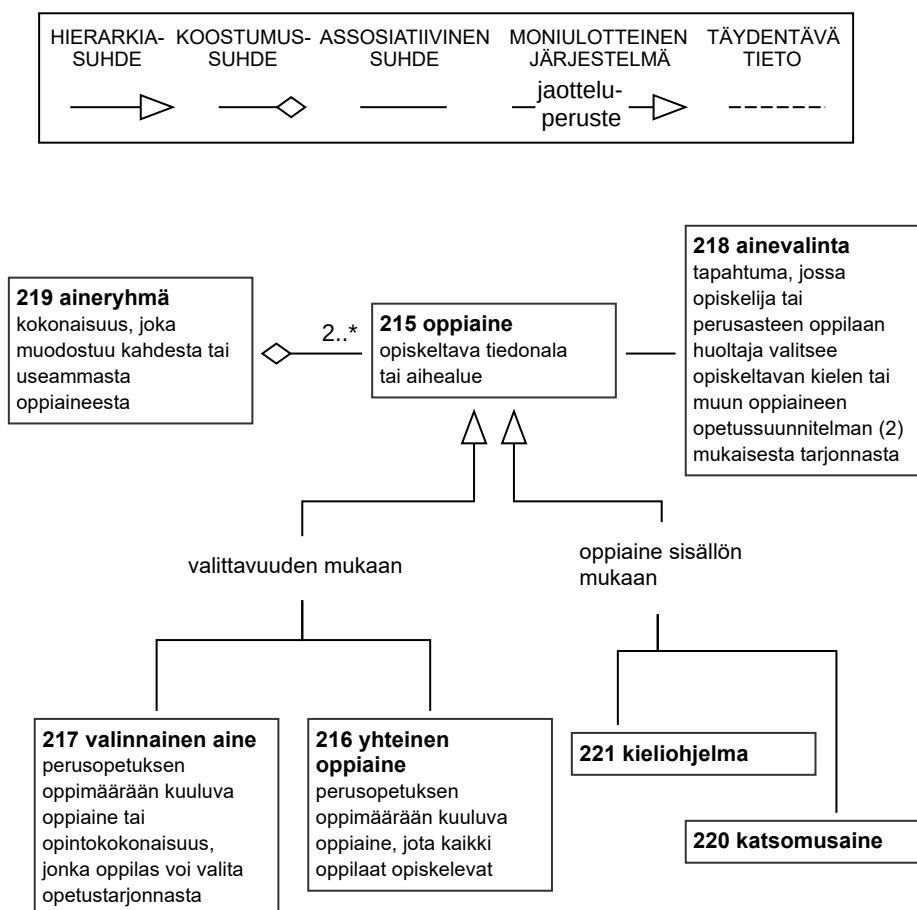 HIERARKIA-
SUHDE
KOOSTUMUS-
SUHDE
ASSOSIATIIVINEN
SUHDE
MONIULOTTEINEN
JÄRJESTELMÄ
jaottelu-
peruste
TÄYDENTÄVÄ
TIETO
219 aineryhmä
kokonaisuus, joka
muodostuu kahdesta tai
useammasta
oppiaineesta
2..*
215 oppiaine
opiskeltava tiedonala
tai aihealue
218 ainevalinta
tapahtuma, jossa
opiskelija tai
perusasteen oppilaan
huoltaja valitsee
opiskeltavan kielen tai
muun oppiaineen
opetussuunnitelman (2)
mukaisesta tarjonnasta
valittavuuden mukaan
oppiaine sisällön
mukaan
217 valinnainen aine
perusopetuksen
oppimäärään kuuluva
oppiaine tai
opintokokonaisuus,
jonka oppilas voi valita
opetustarjonnasta
216 yhteinen
oppiaine
perusopetuksen
oppimäärään kuuluva
oppiaine, jota kaikki
oppilaat opiskelevat
221 kieliohjelma
220 katsomusaine